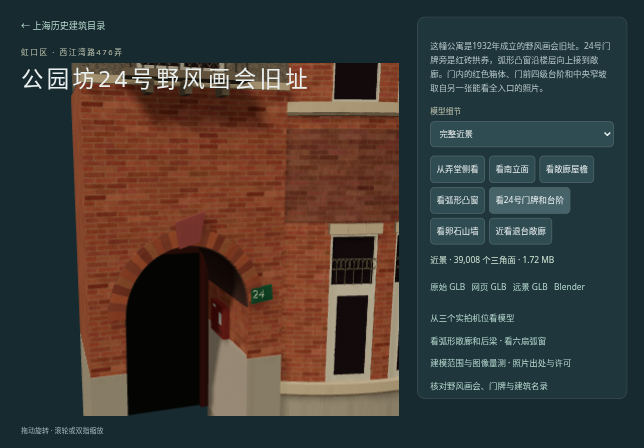 ← 上海历史建筑目录
虹口区 · 西江湾路476弄
公园坊24号野风画会旧址
24
拖动旋转 · 滚轮或双指缩放
这幢公寓是1932年成立的野风画会旧址。24号门
牌旁是红砖拱券，弧形凸窗沿楼层向上接到敞
廊。门内的红色箱体、门前四级台阶和中央窄坡
取自另一张能看全入口的照片。
模型细节
完整近景
从弄堂侧看
看南立面
看敞廊屋檐
看弧形凸窗
看24号门牌和台阶
看卵石山墙
近看退台敞廊
近景 · 39,008 个三角面 · 1.72 MB
原始 GLB 网页 GLB 远景 GLB Blender
从三个实拍机位看模型
看弧形敞廊和后梁 · 看六扇弧窗
建模范围与图像量测 · 照片出处与许可
核对野风画会、门牌与建筑名录